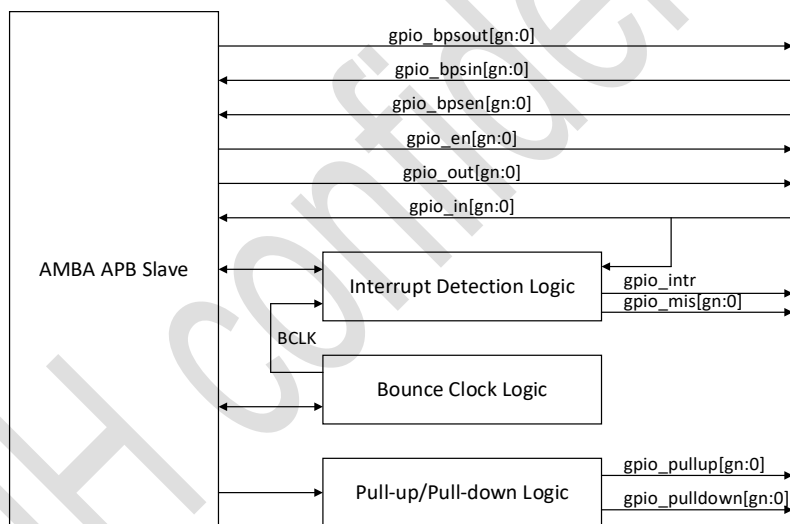 gpio_bpsout[gn:0]
gpio_bpsin[gn:0]
gpio_bpsen[gn:0]
gpio_en[gn:0]
gpio_out[gn:0]
gpio_in[gn:0]
AMBA APB Slave
Interrupt Detection Logic
gpio_intr
gpio_mis[gn:0]
BCLK
Bounce Clock Logic
gpio_pullup[gn:0]
Pull-up/Pull-down Logic
gpio_pulldown[gn:0]
IH confide